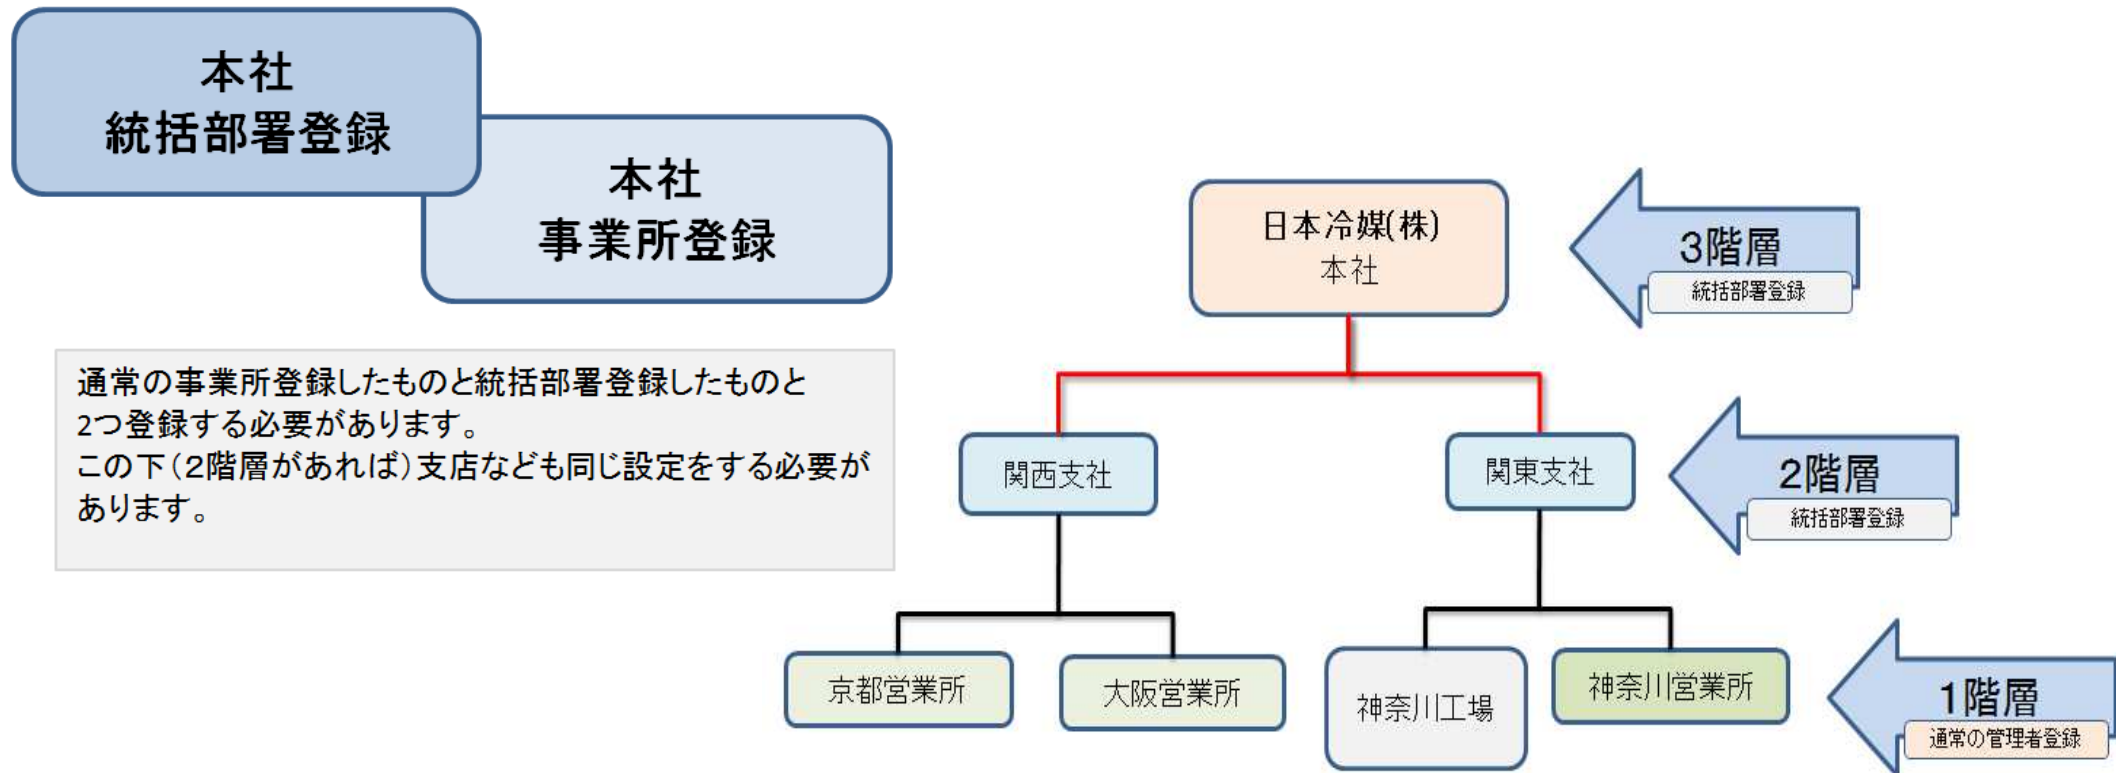 本社
統括部署登録
本社
事業所登録
通常の事業所登録したものと統括部署登録したものと
2つ登録する必要があります。
この下(2階層があれば)支店なども同じ設定をする必要が
あります。
日本冷媒(株)
本社
3階層
統括部署登録
関西支社
関東支社
2階層
統括部署登録
京都営業所
大阪営業所
神奈川工場
神奈川営業所
1階層
通常の管理者登録